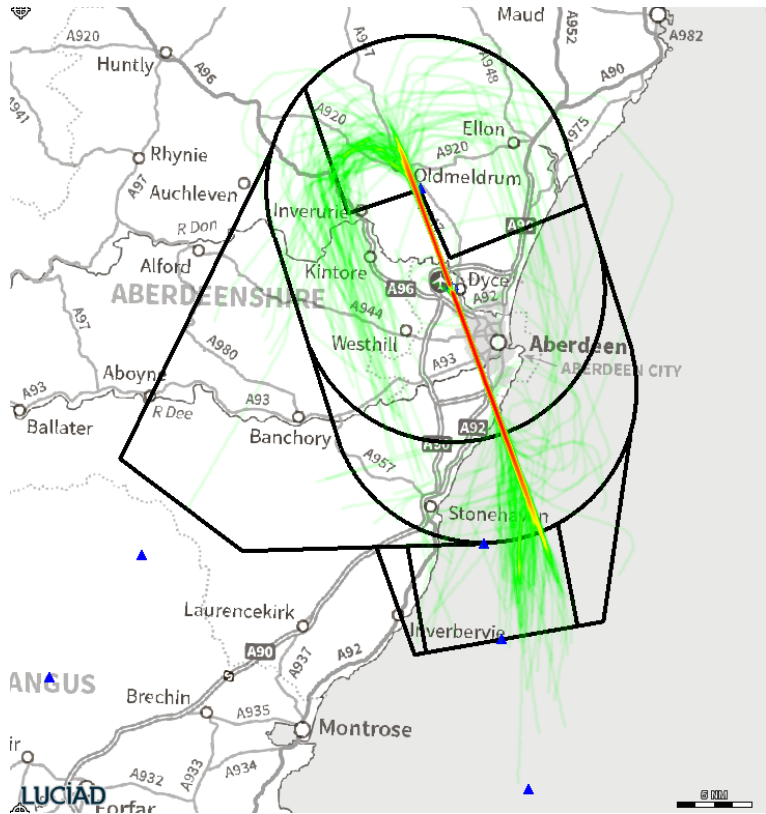 Maud
A952
A982
A920
Huntly
A96
A947
A948
A90
A941
A920
A975
Rhynie
Ellon
A920
A97
Auchleven
Oldmeldrum
Inverurie
R Don
Alford
Kintore
Dyce
A96
A92
ABERDEENSHIRE
A944
A97
Westhill
Aberdeen
A980
A93
ABERDEEN CITY
Aboyne
A93
A93
R Dee
Ballater
Banchory
A92
A90
A957
Stonehaven
Laurencekirk
Inverbervie
A90
A937
A92
ANGUS
Brechin
A935
Montrose
A933
A934
A932
LUCIAD
Forfar
5 NM